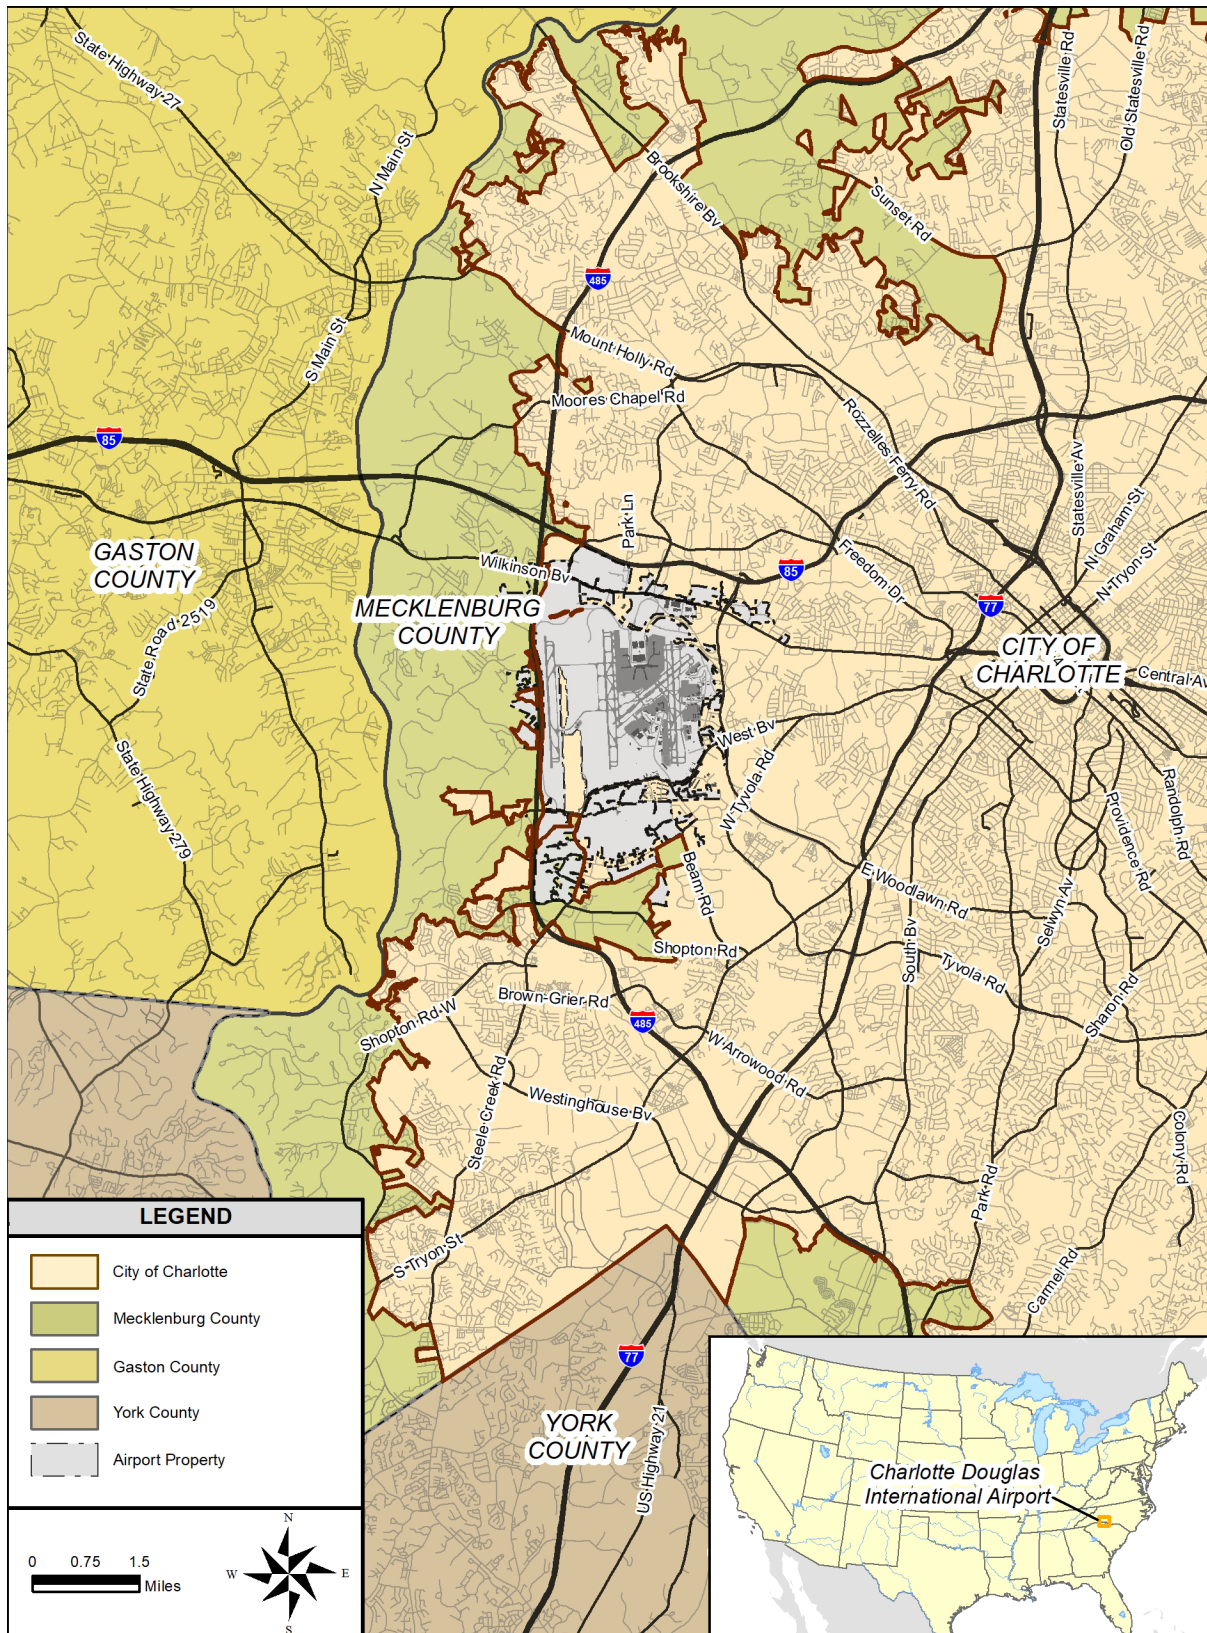 State Highway 27
N Main St
Statesville Rd
Old Statesville Rd
Brookshire Bv
Sunset Rd
485
S Main St
Mount Holly Rd
Moores Chapel Rd
85
Rozzelles Ferry Rd
Statesville Av
N Graham St
N Tryon St
Park Ln
Freedom Dr
GASTON
COUNTY
Wilkinson Bv
85
77
MECKLENBURG
COUNTY
State Road 2519
CITY OF
CHARLOTTE
Central Av
West Bv
W Tyvola Rd
State Highway 279
Randolph Rd
Providence Rd
Beam Rd
E Woodlawn Rd
Selwyn Av
South Bv
Shopton Rd
Tyvola Rd
Sharon Rd
Brown-Grier Rd
Shopton Rd W
485
W Arrowood Rd
Steele Creek Rd
Westinghouse Bv
Colony Rd
Park Rd
S Tryon St
Carmel Rd
77
YORK
COUNTY
US Highway 21
LEGEND
City of Charlotte
Mecklenburg County
Gaston County
York County
Airport Property
0 0.75 1.5
Miles
N
W E
S
Charlotte Douglas
International Airport